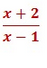 x + 2
x − 1